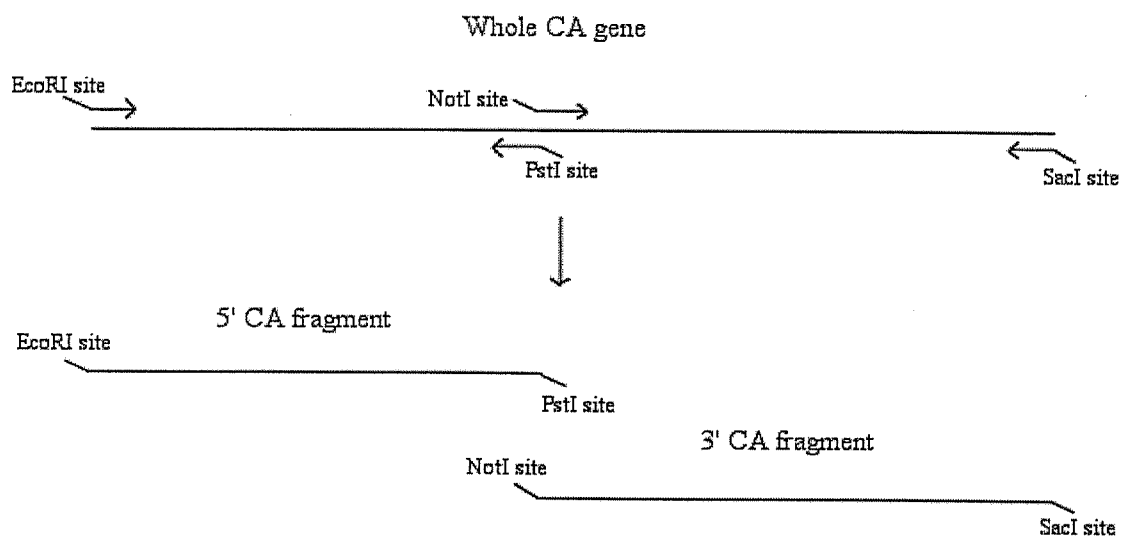 Whole CA gene
EcoRI site
NotI site
PstI site
SacI site
5' CA fragment
EcoRI site
PstI site
3' CA fragment
NotI site
SacI site